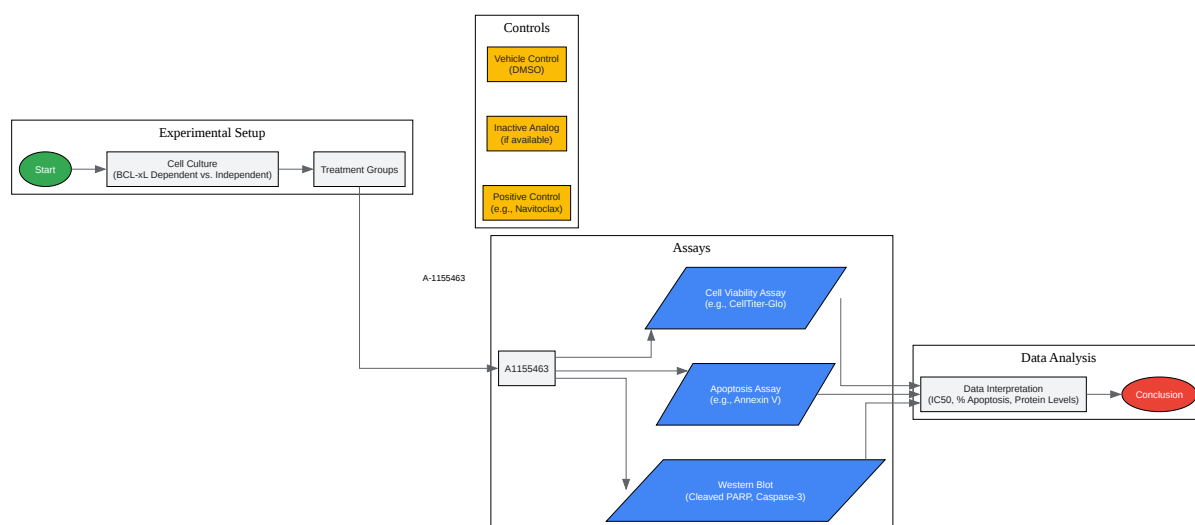 Controls
Vehicle Control
(DMSO)
Inactive Analog
(if available)
Positive Control
(e.g., Navitoclax)
Experimental Setup
Start
Cell Culture
(BCL-xL Dependent vs. Independent)
Treatment Groups
A-1155463
Assays
A1155463
Cell Viability Assay
(e.g., CellTiter-Glo)
Apoptosis Assay
(e.g., Annexin V)
Western Blot
(Cleaved PARP, Caspase-3)
Data Analysis
Data Interpretation
(IC50, % Apoptosis, Protein Levels)
Conclusion